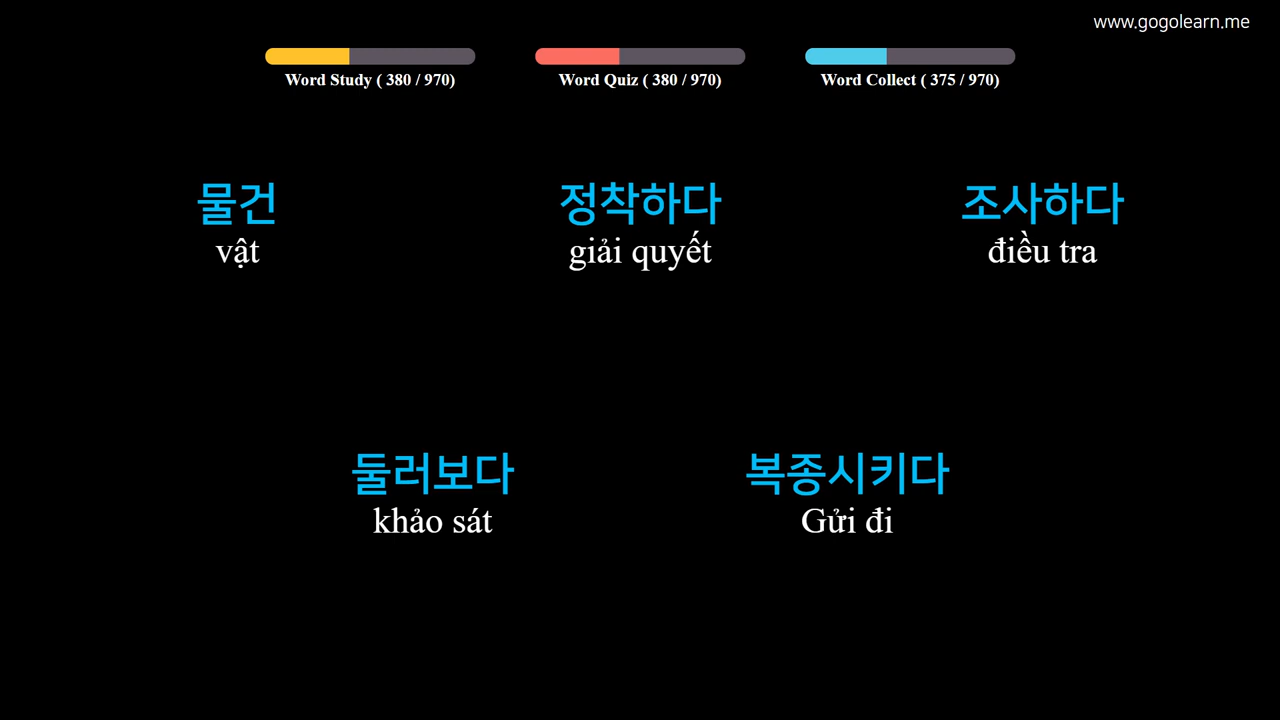 www.gogolearn.me
Word Study ( 380 / 970)
Word Quiz ( 380 / 970)
Word Collect ( 375 / 970)
물건
vật
정착하다
giải quyết
조사하다
điều tra
둘러보다
khảo sát
복종시키다
Gửi đi